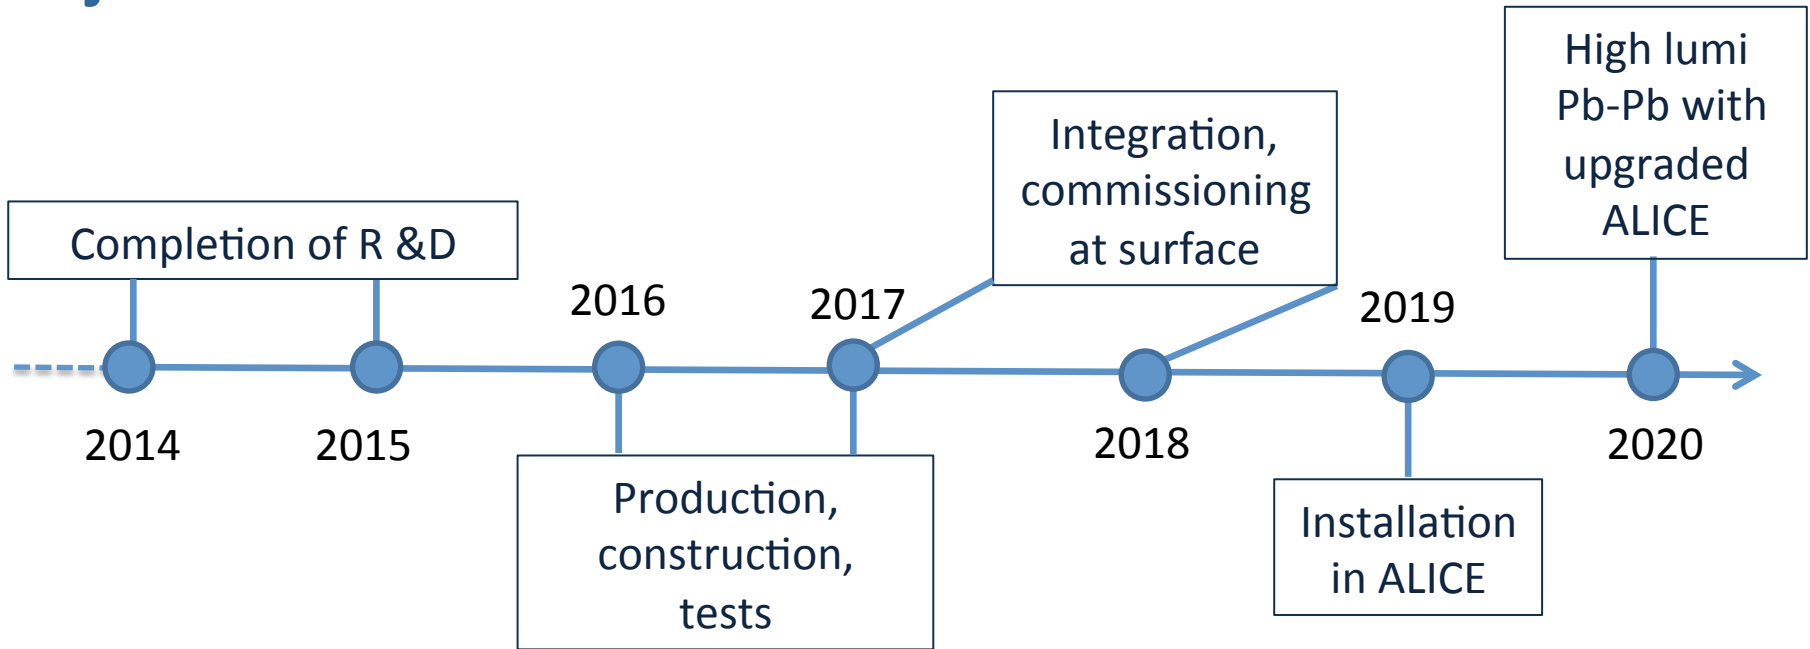 High lumi
Pb-Pb with
upgraded
ALICE
Integration,
commissioning
at surface
Completion of R &D
2016
2017
2019
2014
2015
2018
2020
Production,
construction,
tests
Installation
in ALICE